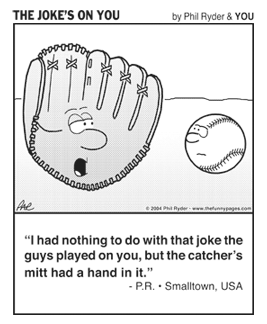 THE JOKE'S ON YOU by Phil Ryder & YOU
Phil
© 2004 Phil Ryder - www.thefunnypages.com
"I had nothing to do with that joke the
guys played on you, but the catcher's
mitt had a hand in it."
- P.R. • Smalltown, USA